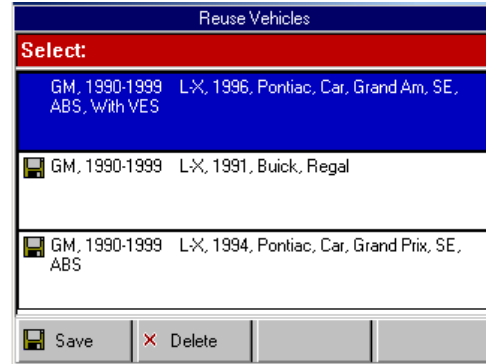 Reuse Vehicles
Select:
GM, 1990-1999 L-X, 1996, Pontiac, Car, Grand Am, SE,
ABS, With VES
GM, 1990-1999 L-X, 1991, Buick, Regal
GM, 1990-1999 L-X, 1994, Pontiac, Car, Grand Prix, SE,
ABS
Save Delete